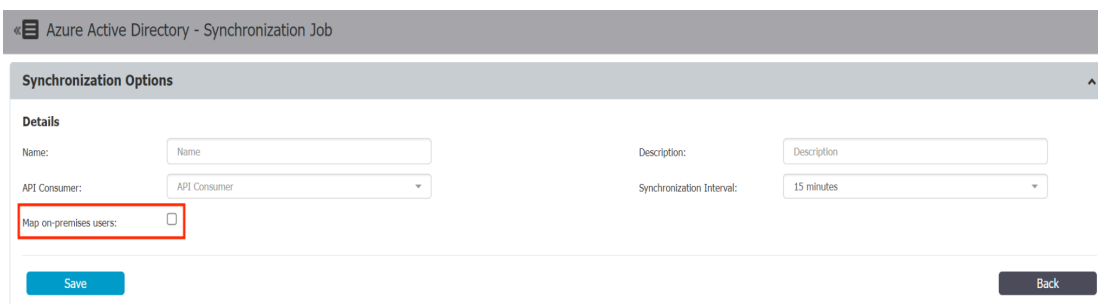 Azure Active Directory - Synchronization Job
Synchronization Options
Details
Name: Name Description: Description
API Consumer: API Consumer Synchronization Interval: 15 minutes
Map on-premises users:
Save Back